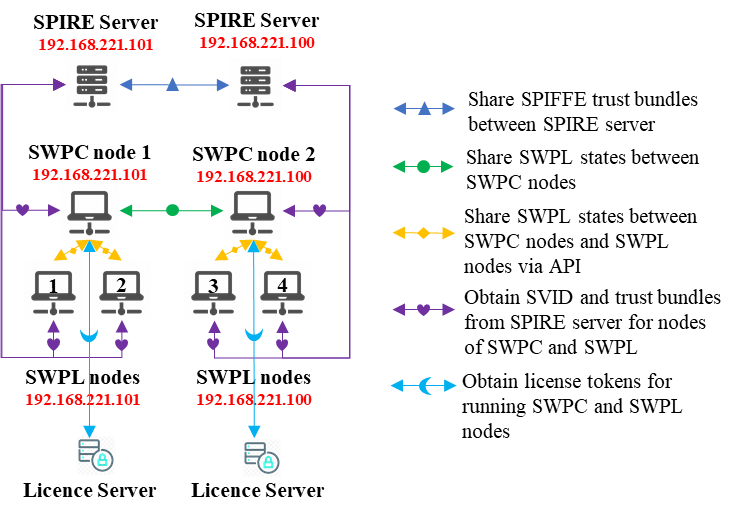 SPIRE Server
192.168.221.101
SPIRE Server
192.168.221.100
SWPC node 1
192.168.221.101
SWPC node 2
192.168.221.100
1
2
3
4
SWPL nodes
192.168.221.101
SWPL nodes
192.168.221.100
Licence Server
Licence Server
Share SPIFFE trust bundles
between SPIRE server
Share SWPL states between
SWPC nodes
Share SWPL states between
SWPC nodes and SWPL
nodes via API
Obtain SVID and trust bundles
from SPIRE server for nodes
of SWPC and SWPL
Obtain license tokens for
running SWPC and SWPL
nodes